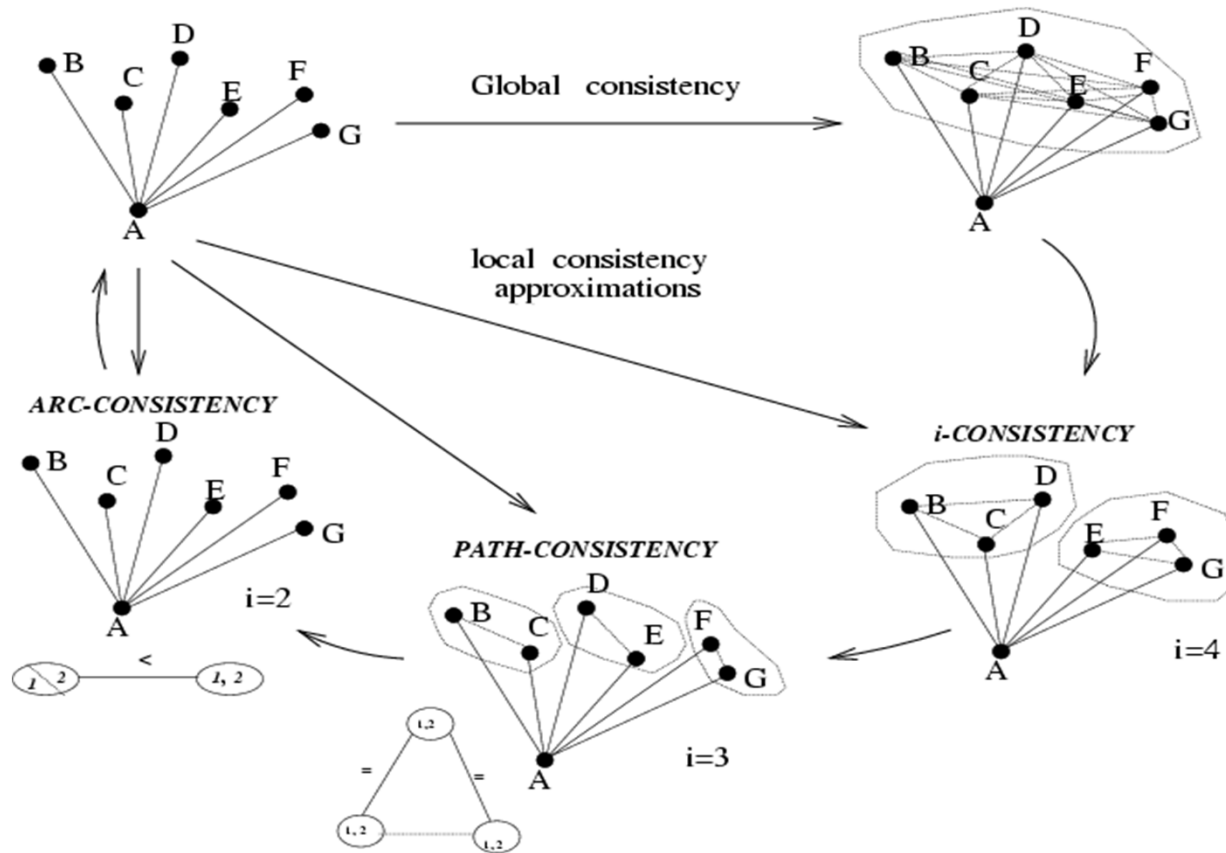 D
B
C
E
F
G
A
Global consistency
D
B
C
E
F
G
A
local consistency
approximations
ARC-CONSISTENCY
D
B
C
E
F
G
A
i=2
<
1 2
1, 2
PATH-CONSISTENCY
D
B
C
E
F
G
A
i=3
1,2
=
=
1, 2
1,2
i-CONSISTENCY
D
B
C
E
F
G
A
i=4